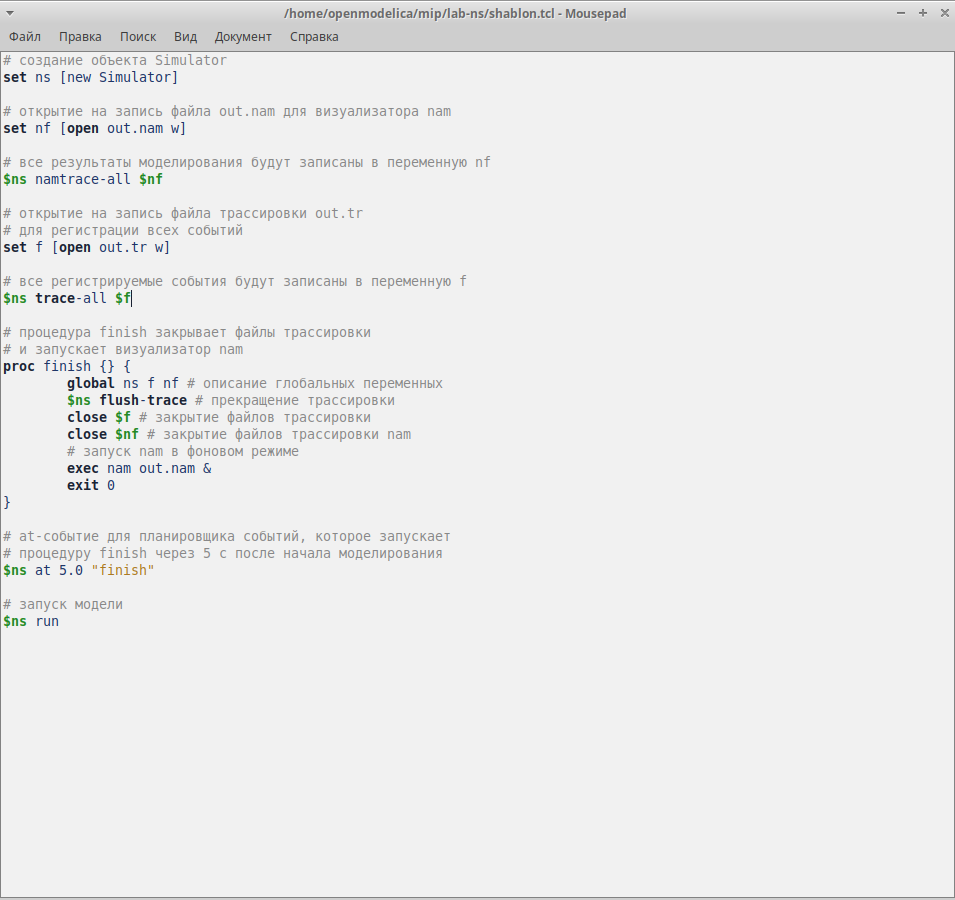 /home/openmodelica/mip/lab-ns/shablon.tcl - Mousepad
Файл Правка Поиск Вид Документ Справка
# создание объекта Simulator
set ns [new Simulator]
# открытие на запись файла out.nam для визуализатора nam
set nf [open out.nam w]
# все результаты моделирования будут записаны в переменную nf
$ns namtrace-all $nf
# открытие на запись файла трассировки out.tr
# для регистрации всех событий
set f [open out.tr w]
# все регистрируемые события будут записаны в переменную f
$ns trace-all $f
# процедура finish закрывает файлы трассировки
# и запускает визуализатор nam
proc finish {} {
global ns f nf # описание глобальных переменных
$ns flush-trace # прекращение трассировки
close $f # закрытие файлов трассировки
close $nf # закрытие файлов трассировки nam
# запуск nam в фоновом режиме
exec nam out.nam &
exit 0
}
# at-событие для планировщика событий, которое запускает
# процедуру finish через 5 с после начала моделирования
$ns at 5.0 "finish"
# запуск модели
$ns run